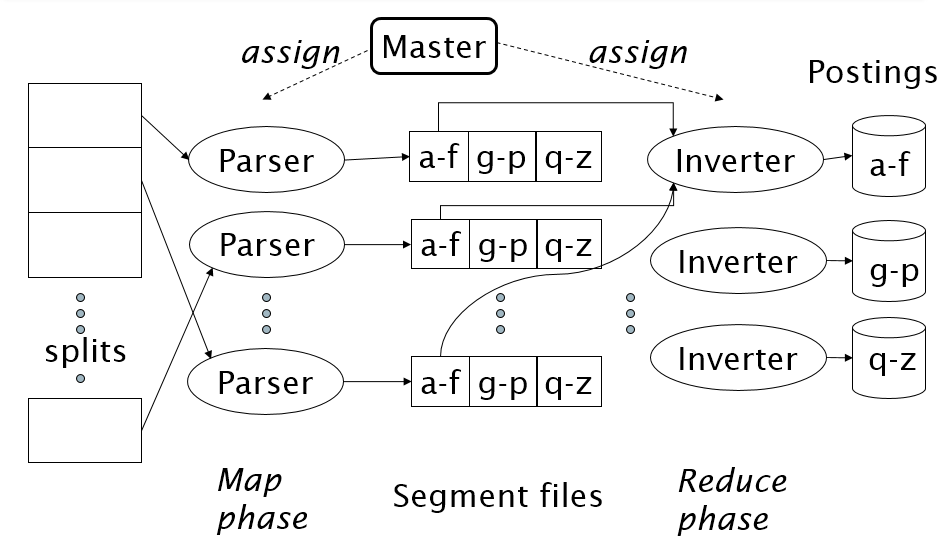 assign
Master
assign
Postings
Parser
a-f
g-p
q-z
Inverter
a-f
Parser
a-f
g-p
q-z
Inverter
g-p
splits
Parser
a-f
g-p
q-z
Inverter
q-z
Map
phase
Segment files
Reduce
phase